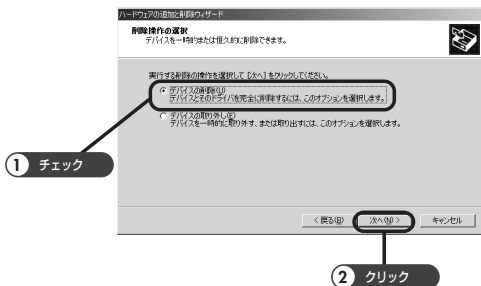 ハードウェアの追加と削除ウィザード
削除操作の選択
デバイスを一時的または恒久的に削除できます。
実行する削除の操作を選択して [次へ] をクリックしてください。
デバイスの削除(U)
デバイスとそのドライバを完全に削除するには、このオプションを選択します。
デバイスの取り外し(E)
デバイスを一時的に取り外す、または取り出すには、このオプションを選択します。
1 チェック
< 戻る(B) 次へ(N) > キャンセル
2 クリック